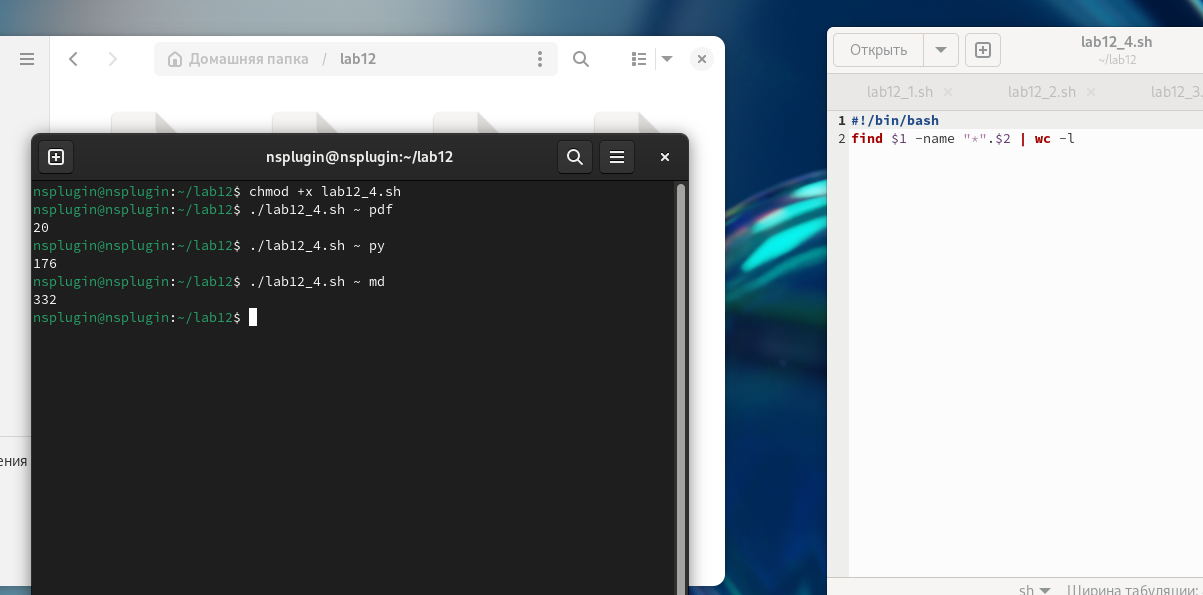 Домашняя папка / lab12
nsplugin@nsplugin:~/lab12
nsplugin@nsplugin:~/lab12$ chmod +x lab12_4.sh
nsplugin@nsplugin:~/lab12$ ./lab12_4.sh ~ pdf
20
nsplugin@nsplugin:~/lab12$ ./lab12_4.sh ~ py
176
nsplugin@nsplugin:~/lab12$ ./lab12_4.sh ~ md
332
nsplugin@nsplugin:~/lab12$
ения
Открыть
lab12_4.sh
~/lab12
lab12_1.sh
lab12_2.sh
lab12_3.
1 #!/bin/bash
2 find $1 -name "*".$2 | wc -l
sh
Ширина табуляции: